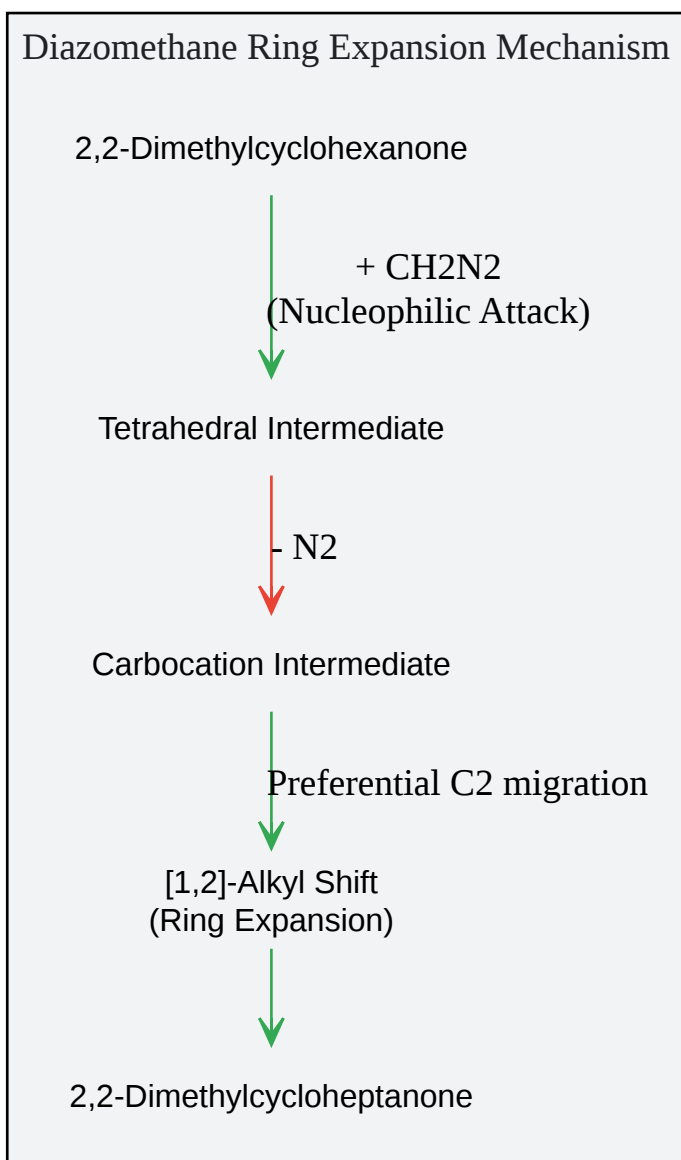 Diazomethane Ring Expansion Mechanism
2,2-Dimethylcyclohexanone
+ CH2N2
(Nucleophilic Attack)
Tetrahedral Intermediate
- N2
Carbocation Intermediate
Preferential C2 migration
[1,2]-Alkyl Shift
(Ring Expansion)
2,2-Dimethylcycloheptanone